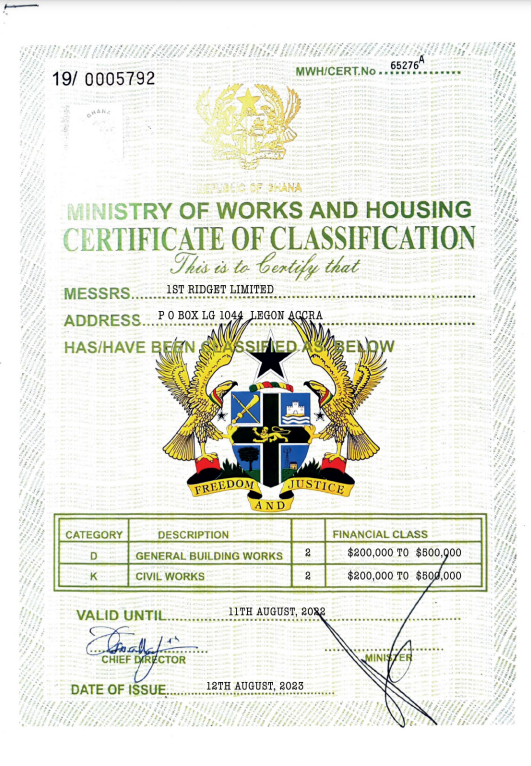 19/ 0005792
MWH/CERT.No 65276A
GHANA
REPUBLIC OF GHANA
MINISTRY OF WORKS AND HOUSING
CERTIFICATE OF CLASSIFICATION
This is to Certify that
MESSRS 1ST RIDGET LIMITED
ADDRESS P O BOX LG 1044 LEGON ACCRA
HAS/HAVE BEEN CLASSIFIED AS BELOW
FREEDOM AND JUSTICE
CATEGORY DESCRIPTION FINANCIAL CLASS
D GENERAL BUILDING WORKS 2 $200,000 TO $500,000
K CIVIL WORKS 2 $200,000 TO $500,000
VALID UNTIL 11TH AUGUST, 2022
CHIEF DIRECTOR MINISTER
DATE OF ISSUE 12TH AUGUST, 2023